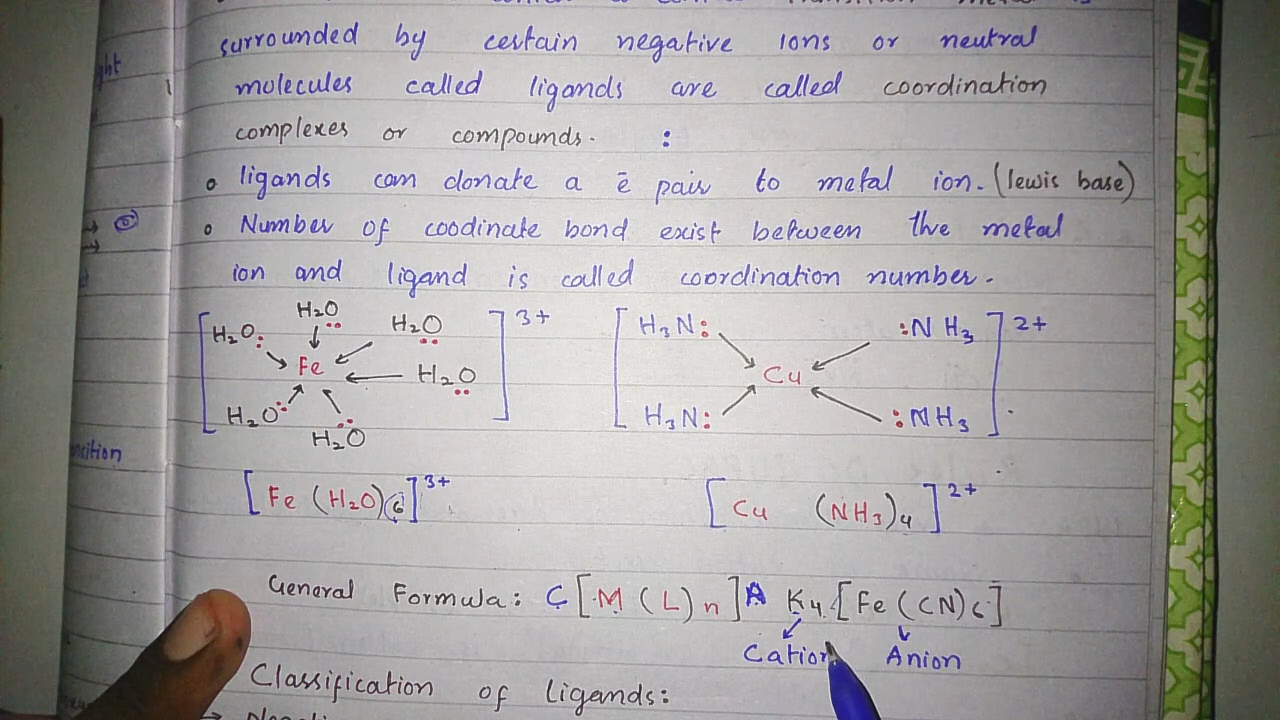 surrounded by certain negative ions or neutral
molecules called ligands are called coordination
complexes or compounds. :
ligands can donate a ē pair to metal ion. (lewis base)
Number of coodinate bond exist between the metal
ion and ligand is called coordination number.
[H2O: H2O H2O Fe H2O H2O: H2O]3+
[H3N: :NH3 Cu H3N: :NH3]2+
[Fe (H2O)6]3+ [Cu (NH3)4]2+
General Formula: C[M(L)n]A K4[Fe(CN)6]
Cation Anion
Classification of ligands: